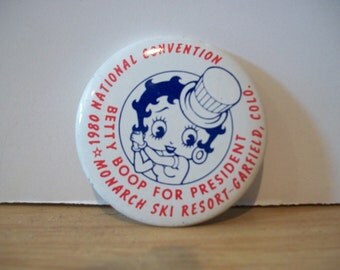 1980 NATIONAL CONVENTION
BETTY BOOP FOR PRESIDENT
MONARCH SKI RESORT-GARFIELD, COLO.